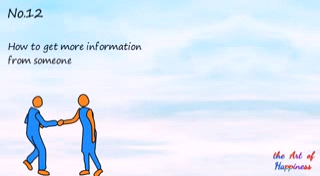 No.12
How to get more information
from someone
the Art of
Happiness